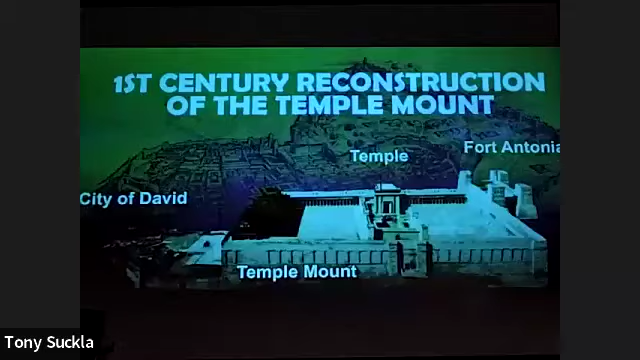 1ST CENTURY RECONSTRUCTION
OF THE TEMPLE MOUNT
Temple
Fort Antonia
City of David
Temple Mount
Tony Suckla